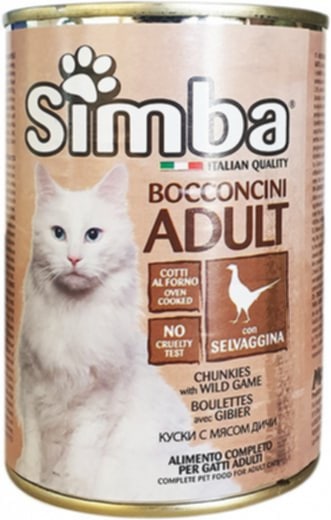 Simba®
ITALIAN QUALITY
BOCCONCINI
ADULT
COTTI
AL FORNO
OVEN
COOKED
NO
CRUELTY
TEST
con
SELVAGGINA
CHUNKIES
with WILD GAME
BOULETTES
avec GIBIER
КУСКИ С МЯСОМ ДИЧИ
ALIMENTO COMPLETO
PER GATTI ADULTI
COMPLETE PET FOOD FOR ADULT CATS